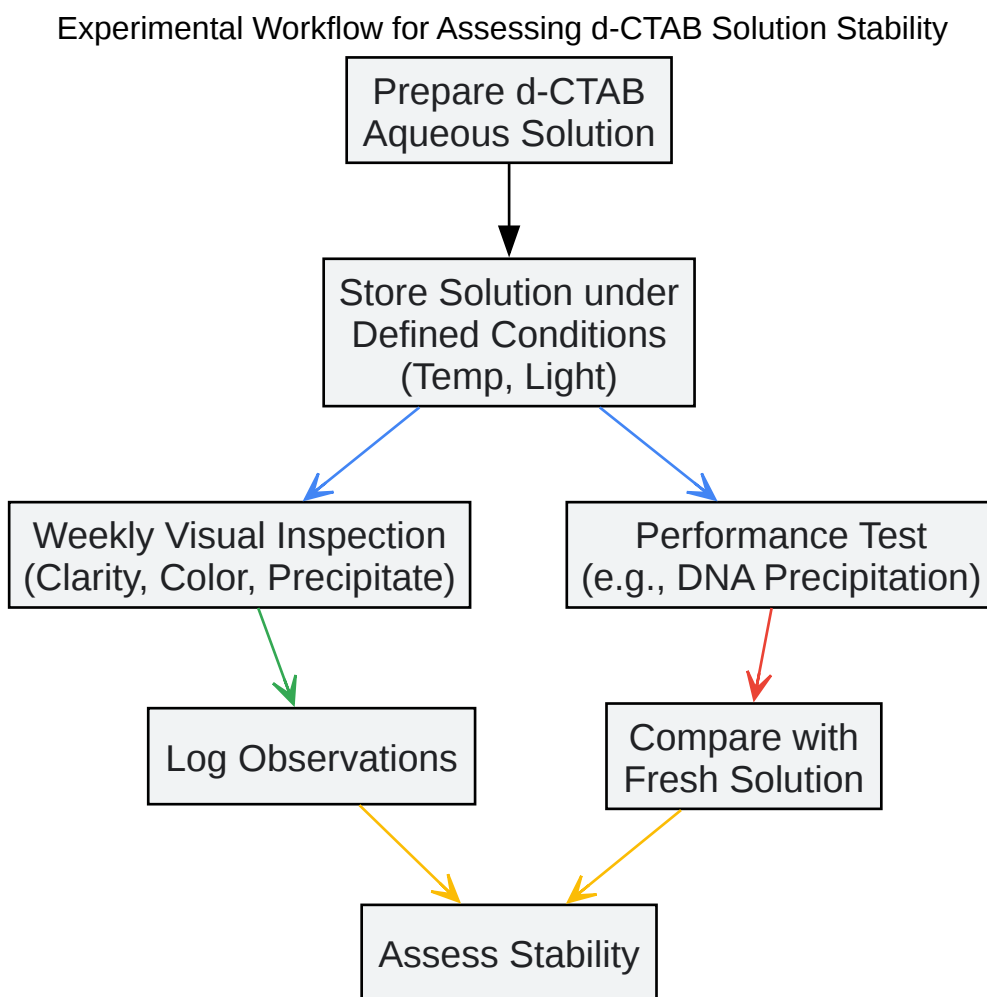 Experimental Workflow for Assessing d-CTAB Solution Stability
Prepare d-CTAB
Aqueous Solution
Store Solution under
Defined Conditions
(Temp, Light)
Weekly Visual Inspection
(Clarity, Color, Precipitate)
Performance Test
(e.g., DNA Precipitation)
Log Observations
Compare with
Fresh Solution
Assess Stability